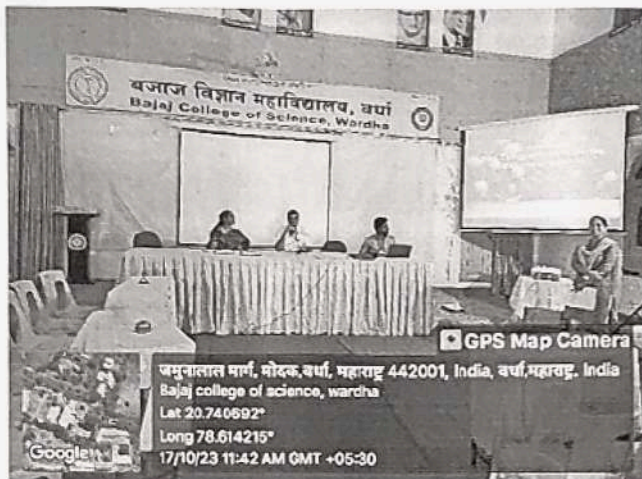 बजाज विज्ञान महाविद्यालय, वर्धा
Bajaj College of Science, Wardha
GPS Map Camera
जमुनालाल मार्ग, मोदक,वर्धा, महाराष्ट्र 442001, India, वर्धा,महाराष्ट्र, India
Bajaj college of science, wardha
Lat 20.740692°
Long 78.614215°
17/10/23 11:42 AM GMT +05:30
Google